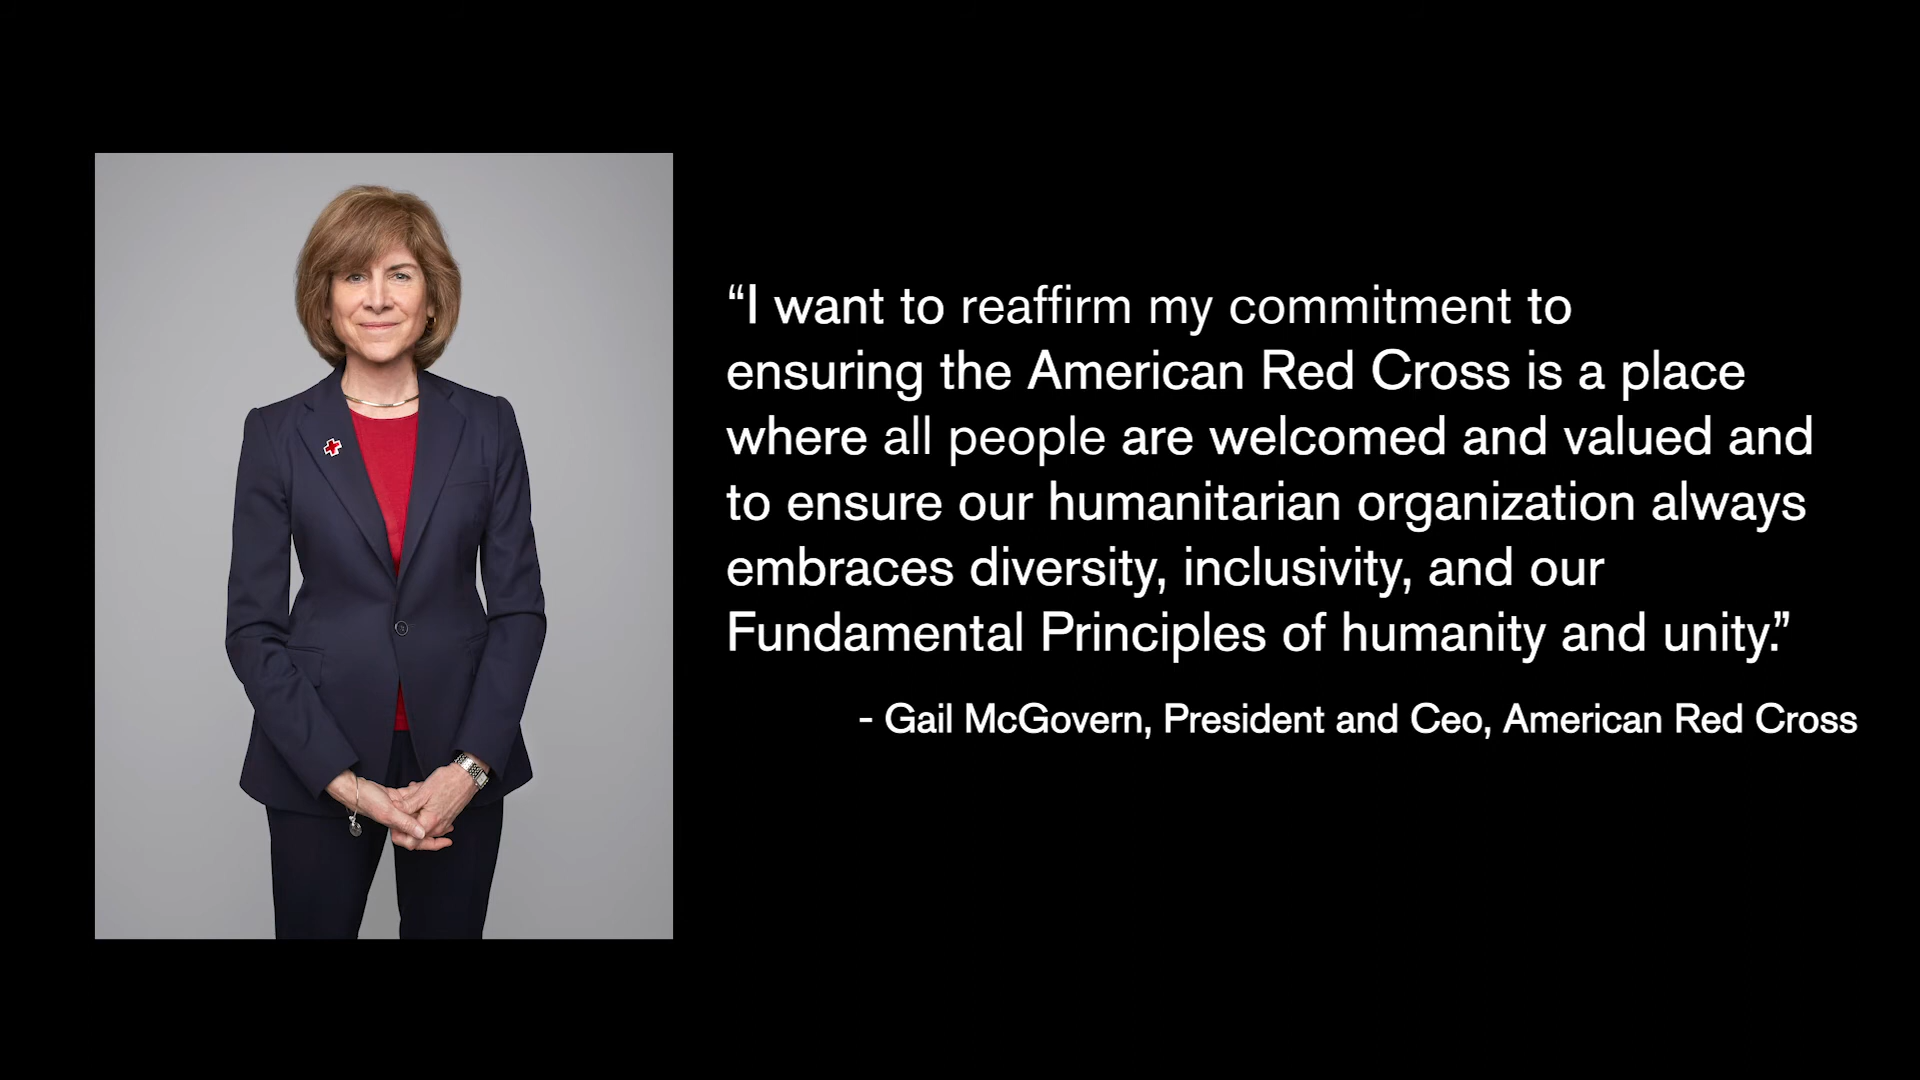 “I want to reaffirm my commitment to
ensuring the American Red Cross is a place
where all people are welcomed and valued and
to ensure our humanitarian organization always
embraces diversity, inclusivity, and our
Fundamental Principles of humanity and unity.”
- Gail McGovern, President and Ceo, American Red Cross